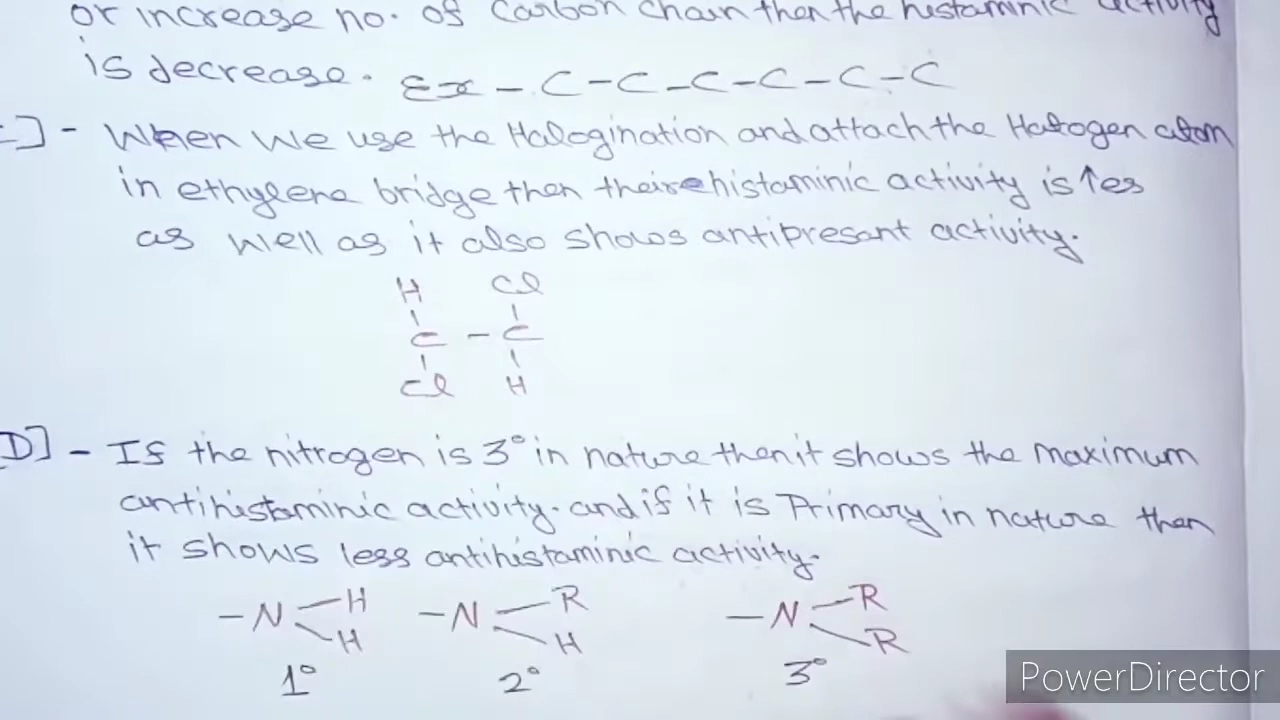 or increase no. of carbon chain then the histaminic activity
is decrease. Ex - C-C-C-C-C-C
C] - When we use the Halogination and attach the Halogen atom
in ethylene bridge then their histaminic activity is ↑es
as well as it also shows antipresant activity.
H Cl
C - C
Cl H
D] - If the nitrogen is 3° in nature then it shows the maximum
antihistaminic activity. and if it is Primary in nature then
it shows less antihistaminic activity.
-N H H -N R H -N R R
1° 2° 3°
PowerDirector